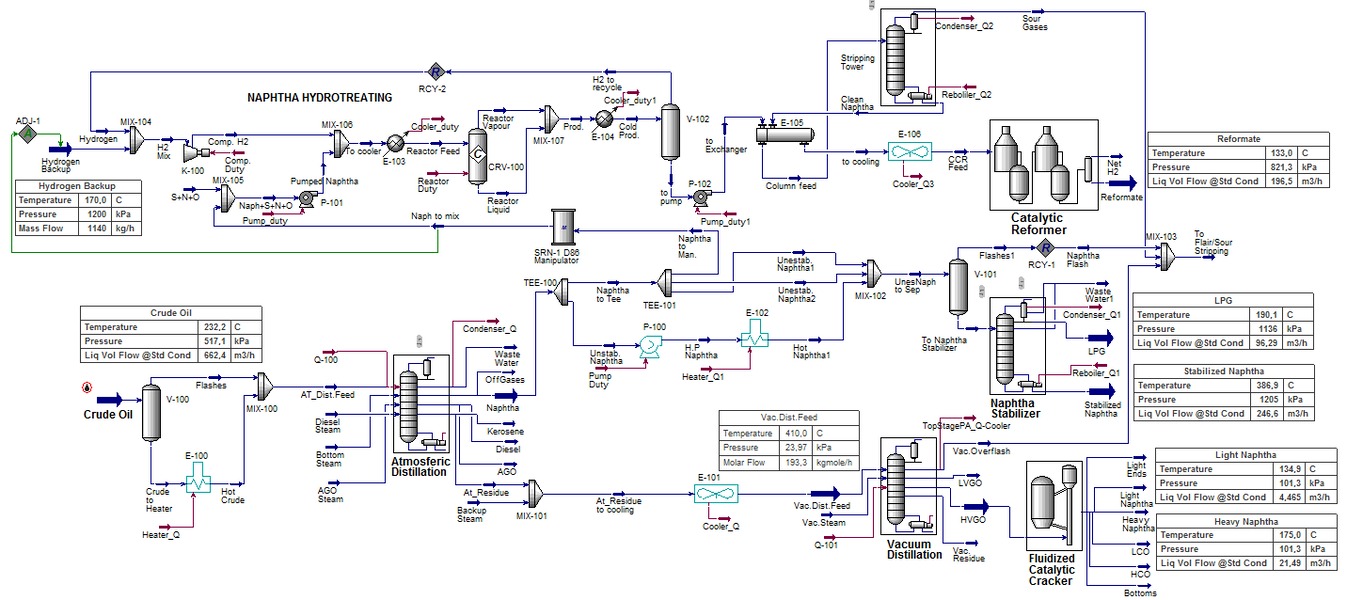 Condenser_Q2
Sour
Gases
Stripping
Tower
Reboiler_Q2
Clean
Naphtha
H2 to
recycle
RCY-2
NAPHTHA HYDROTREATING
Cooler_duty1
ADJ-1
A
R
MIX-104
Hydrogen
Hydrogen
Backup
H2
Mix
Comp. H2
Comp.
Duty
K-100
MIX-106
To cooler
Cooler_duty
E-103
Reactor Feed
Reactor
Duty
Reactor
Vapour
CRV-100
Reactor
Liquid
MIX-107
Prod.
E-104
Cold
Prod.
V-102
to
pump
P-102
Pump_duty1
to
Exchanger
E-105
Column feed
to cooling
E-106
Cooler_Q3
CCR
Feed
Catalytic
Reformer
Net
H2
Reformate
Hydrogen Backup
Temperature 170,0 C
Pressure 1200 kPa
Mass Flow 1140 kg/h
S+N+O
MIX-105
Naph+S+N+O
Pump_duty
Pumped Naphtha
P-101
Naph to mix
SRN-1 D86
Manipulator
Naphtha
to
Man.
Reformate
Temperature 133,0 C
Pressure 821,3 kPa
Liq Vol Flow @Std Cond 196,5 m3/h
TEE-100
Naphtha
to Tee
TEE-101
Unestab.
Naphtha1
Unestab.
Naphtha2
MIX-102
UnesNaph
to Sep
Flashes1
R
RCY-1
Naphtha
Flash
MIX-103
To
Flair/Sour
Stripping
V-101
To Naphtha
Stabilizer
Waste
Water1
Condenser_Q1
LPG
Reboiler_Q1
Stabilized
Naphtha
Naphtha
Stabilizer
Unstab.
Naphtha
P-100
Pump
Duty
H.P
Naphtha
E-102
Heater_Q1
Hot
Naphtha1
LPG
Temperature 190,1 C
Pressure 1136 kPa
Liq Vol Flow @Std Cond 96,29 m3/h
Stabilized Naphtha
Temperature 386,9 C
Pressure 1205 kPa
Liq Vol Flow @Std Cond 246,6 m3/h
Crude Oil
Temperature 232,2 C
Pressure 517,1 kPa
Liq Vol Flow @Std Cond 662,4 m3/h
Crude Oil
V-100
Flashes
MIX-100
E-100
Crude
to
Heater
Hot
Crude
Heater_Q
Q-100
AT_Dist.Feed
Diesel
Steam
Bottom
Steam
AGO
Steam
Condenser_Q
Waste
Water
OffGases
Naphtha
Kerosene
Diesel
AGO
Atmosferic
Distillation
At_Residue
Backup
Steam
MIX-101
At_Residue
to cooling
E-101
Cooler_Q
Vac.Dist.Feed
Temperature 410,0 C
Pressure 23,97 kPa
Molar Flow 193,3 kgmole/h
Vac.Dist.Feed
Vac.Steam
Q-101
TopStagePA_Q-Cooler
Vac.Overflash
LVGO
HVGO
Vac.
Residue
Vacuum
Distillation
Fluidized
Catalytic
Cracker
Light
Ends
Light
Naphtha
Heavy
Naphtha
LCO
HCO
Bottoms
Light Naphtha
Temperature 134,9 C
Pressure 101,3 kPa
Liq Vol Flow @Std Cond 4,465 m3/h
Heavy Naphtha
Temperature 175,0 C
Pressure 101,3 kPa
Liq Vol Flow @Std Cond 21,49 m3/h